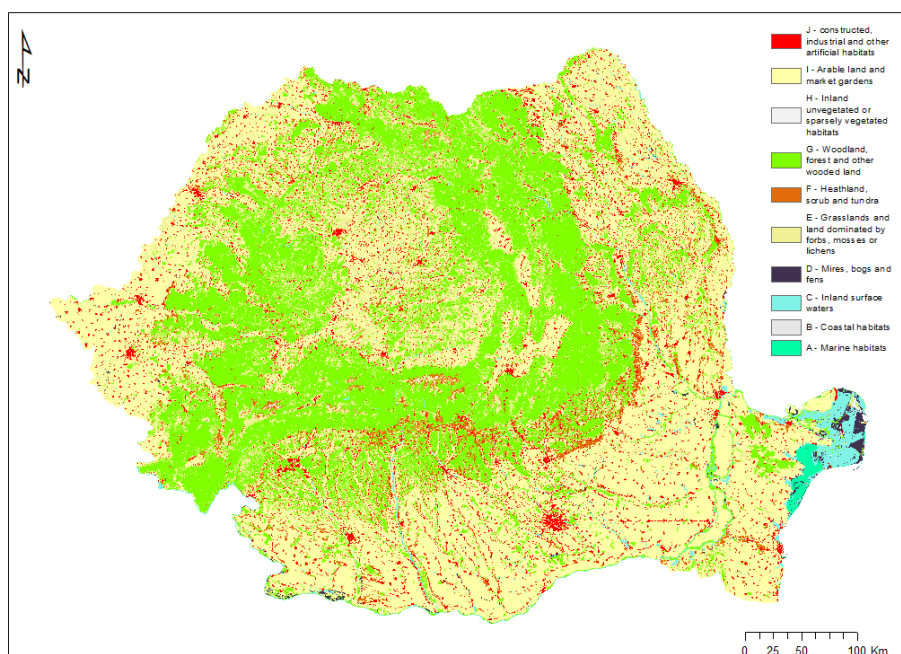 J - constructed,
industrial and other
artificial habitats
I - Arable land and
market gardens
H - Inland
unvegetated or
sparsely vegetated
habitats
G - Woodland,
forest and other
wooded land
F - Heathland,
scrub and tundra
E - Grasslands and
land dominated by
forbs, mosses or
lichens
D - Mires, bogs and
fens
C - Inland surface
waters
B - Coastal habitats
A - Marine habitats
N
0 25 50 100 Km